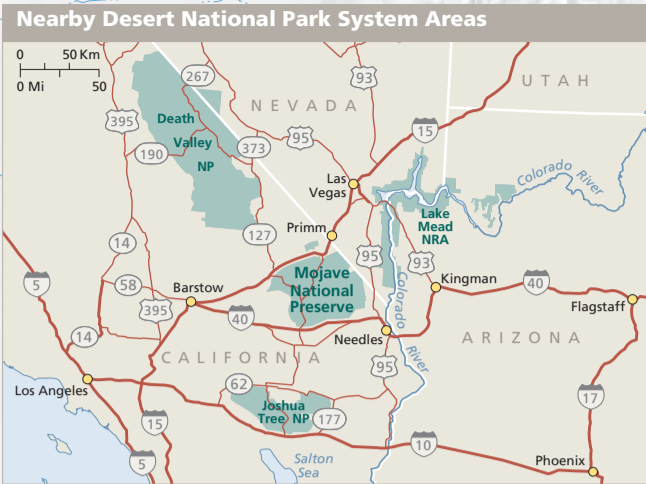 Nearby Desert National Park System Areas
0 50 Km
0 Mi 50
267
93
UTAH
NEVADA
395
Death
Valley
NP
95
15
190
373
Las
Vegas
Colorado River
Lake
Mead
NRA
Primm
127
14
95
93
Mojave
National
Preserve
Kingman
5
58
Barstow
40
395
40
Flagstaff
Colorado
River
Needles
ARIZONA
14
CALIFORNIA
95
62
Los Angeles
Joshua
Tree NP
177
17
15
10
5
Salton
Sea
Phoenix